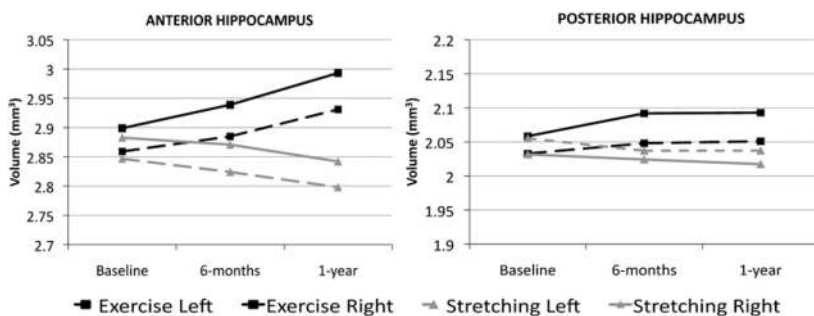 ANTERIOR HIPPOCAMPUS
3.05
3
2.95
2.9
2.85
2.8
2.75
2.7
Volume (mm³)
Baseline 6-months 1-year
POSTERIOR HIPPOCAMPUS
2.2
2.15
2.1
2.05
2
1.95
1.9
Volume (mm³)
Baseline 6-months 1-year
Exercise Left Exercise Right Stretching Left Stretching Right